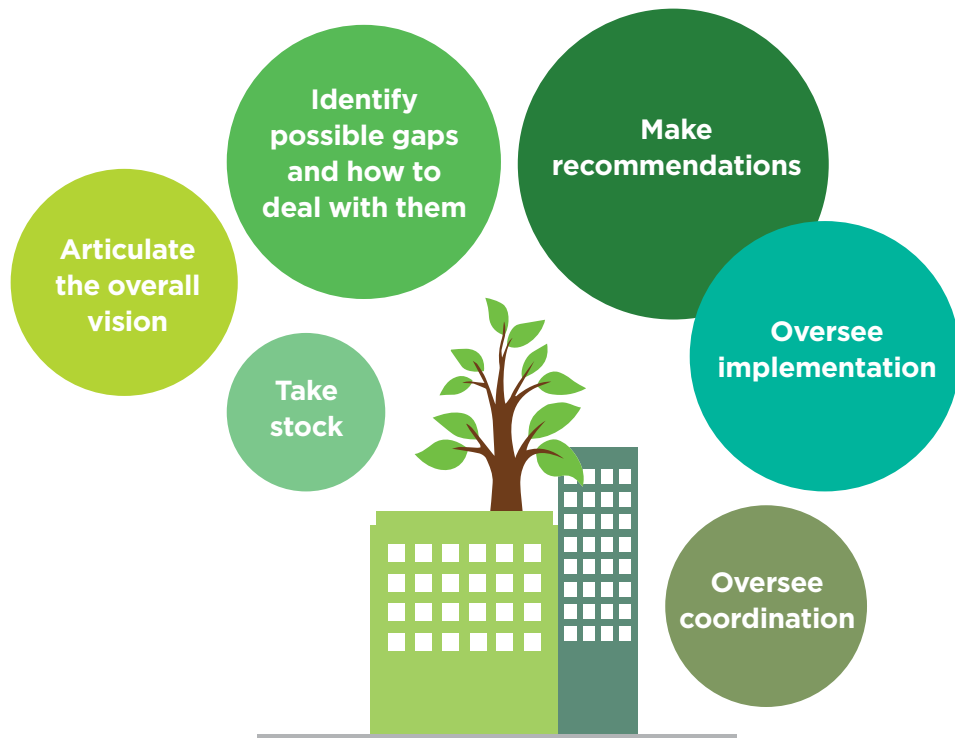 Identify
possible gaps
and how to
deal with them
Make
recommendations
Articulate
the overall
vision
Oversee
implementation
Take
stock
Oversee
coordination